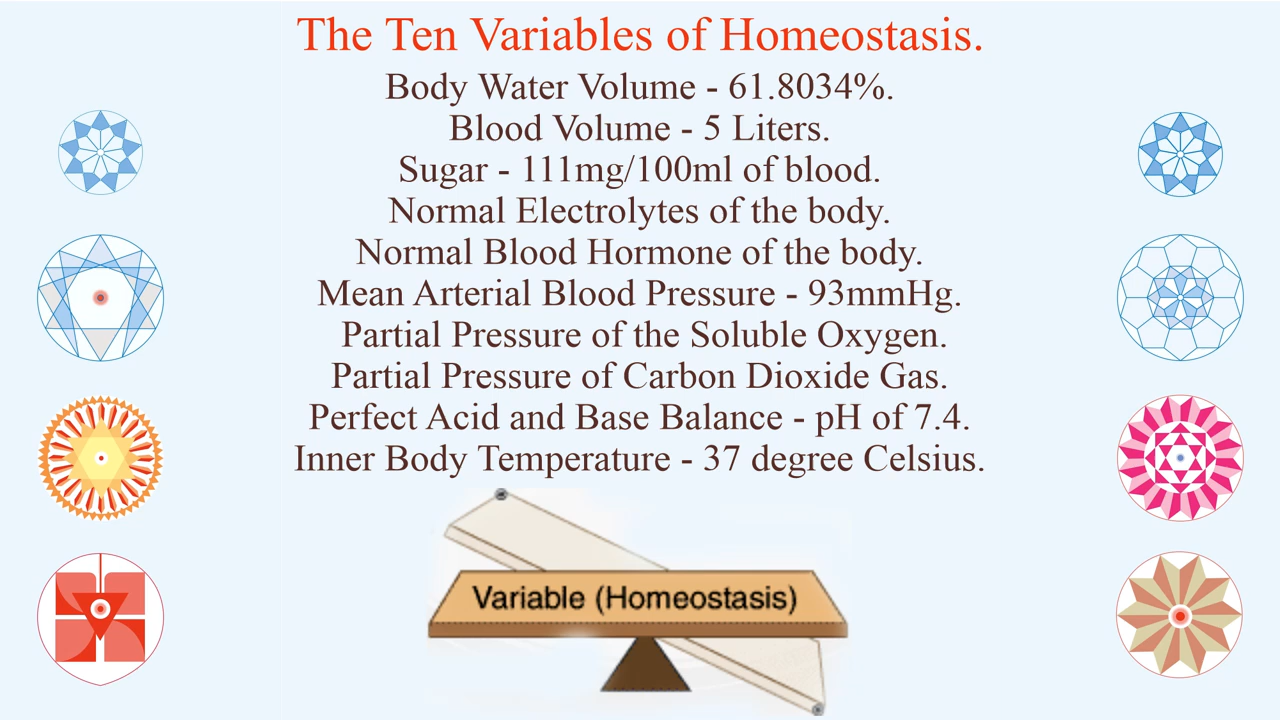 The Ten Variables of Homeostasis.
Body Water Volume - 61.8034%.
Blood Volume - 5 Liters.
Sugar - 111mg/100ml of blood.
Normal Electrolytes of the body.
Normal Blood Hormone of the body.
Mean Arterial Blood Pressure - 93mmHg.
Partial Pressure of the Soluble Oxygen.
Partial Pressure of Carbon Dioxide Gas.
Perfect Acid and Base Balance - pH of 7.4.
Inner Body Temperature - 37 degree Celsius.
Variable (Homeostasis)